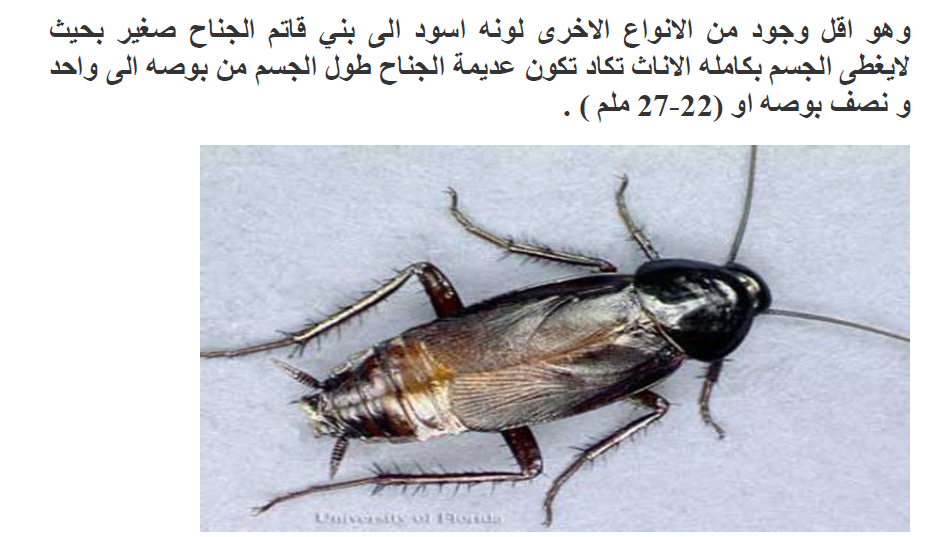 وهو اقل وجود من الانواع الاخرى لونه اسود الى بني قاتم الجناح صغير بحيث
لايغطى الجسم بكامله الاناث تكاد تكون عديمة الجناح طول الجسم من بوصه الى واحد
و نصف بوصه او (22-27 ملم ) .
University of Florida